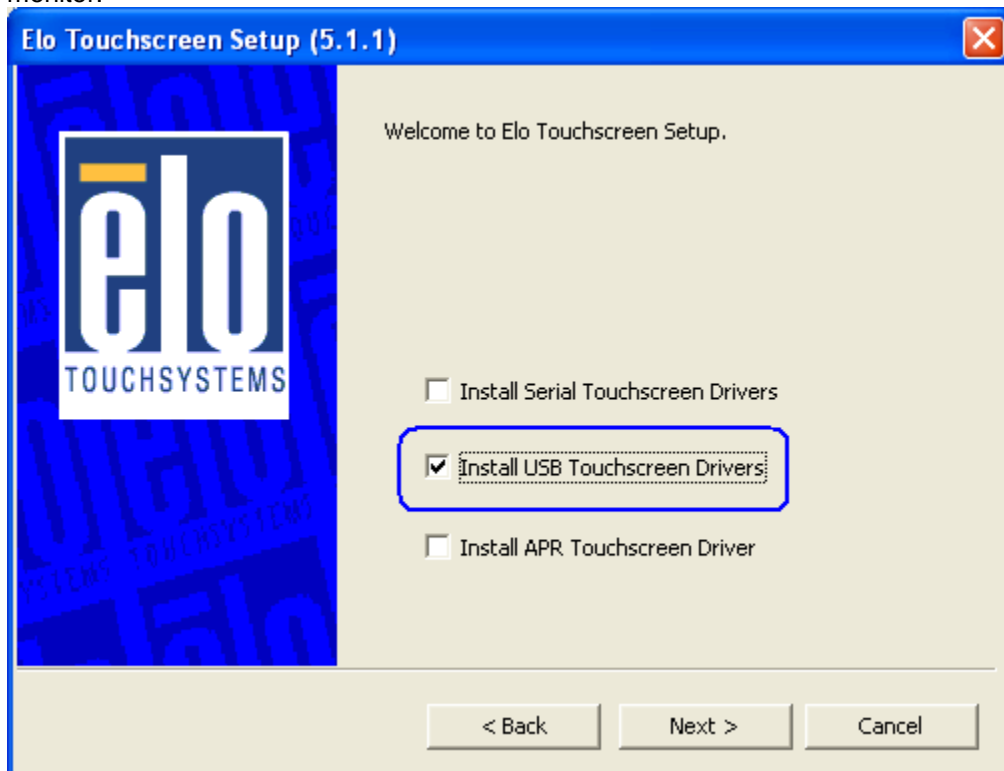 Elo Touchscreen Setup (5.1.1)
Welcome to Elo Touchscreen Setup.
ēlo
TOUCHSYSTEMS
Install Serial Touchscreen Drivers
Install USB Touchscreen Drivers
Install APR Touchscreen Driver
< Back
Next >
Cancel